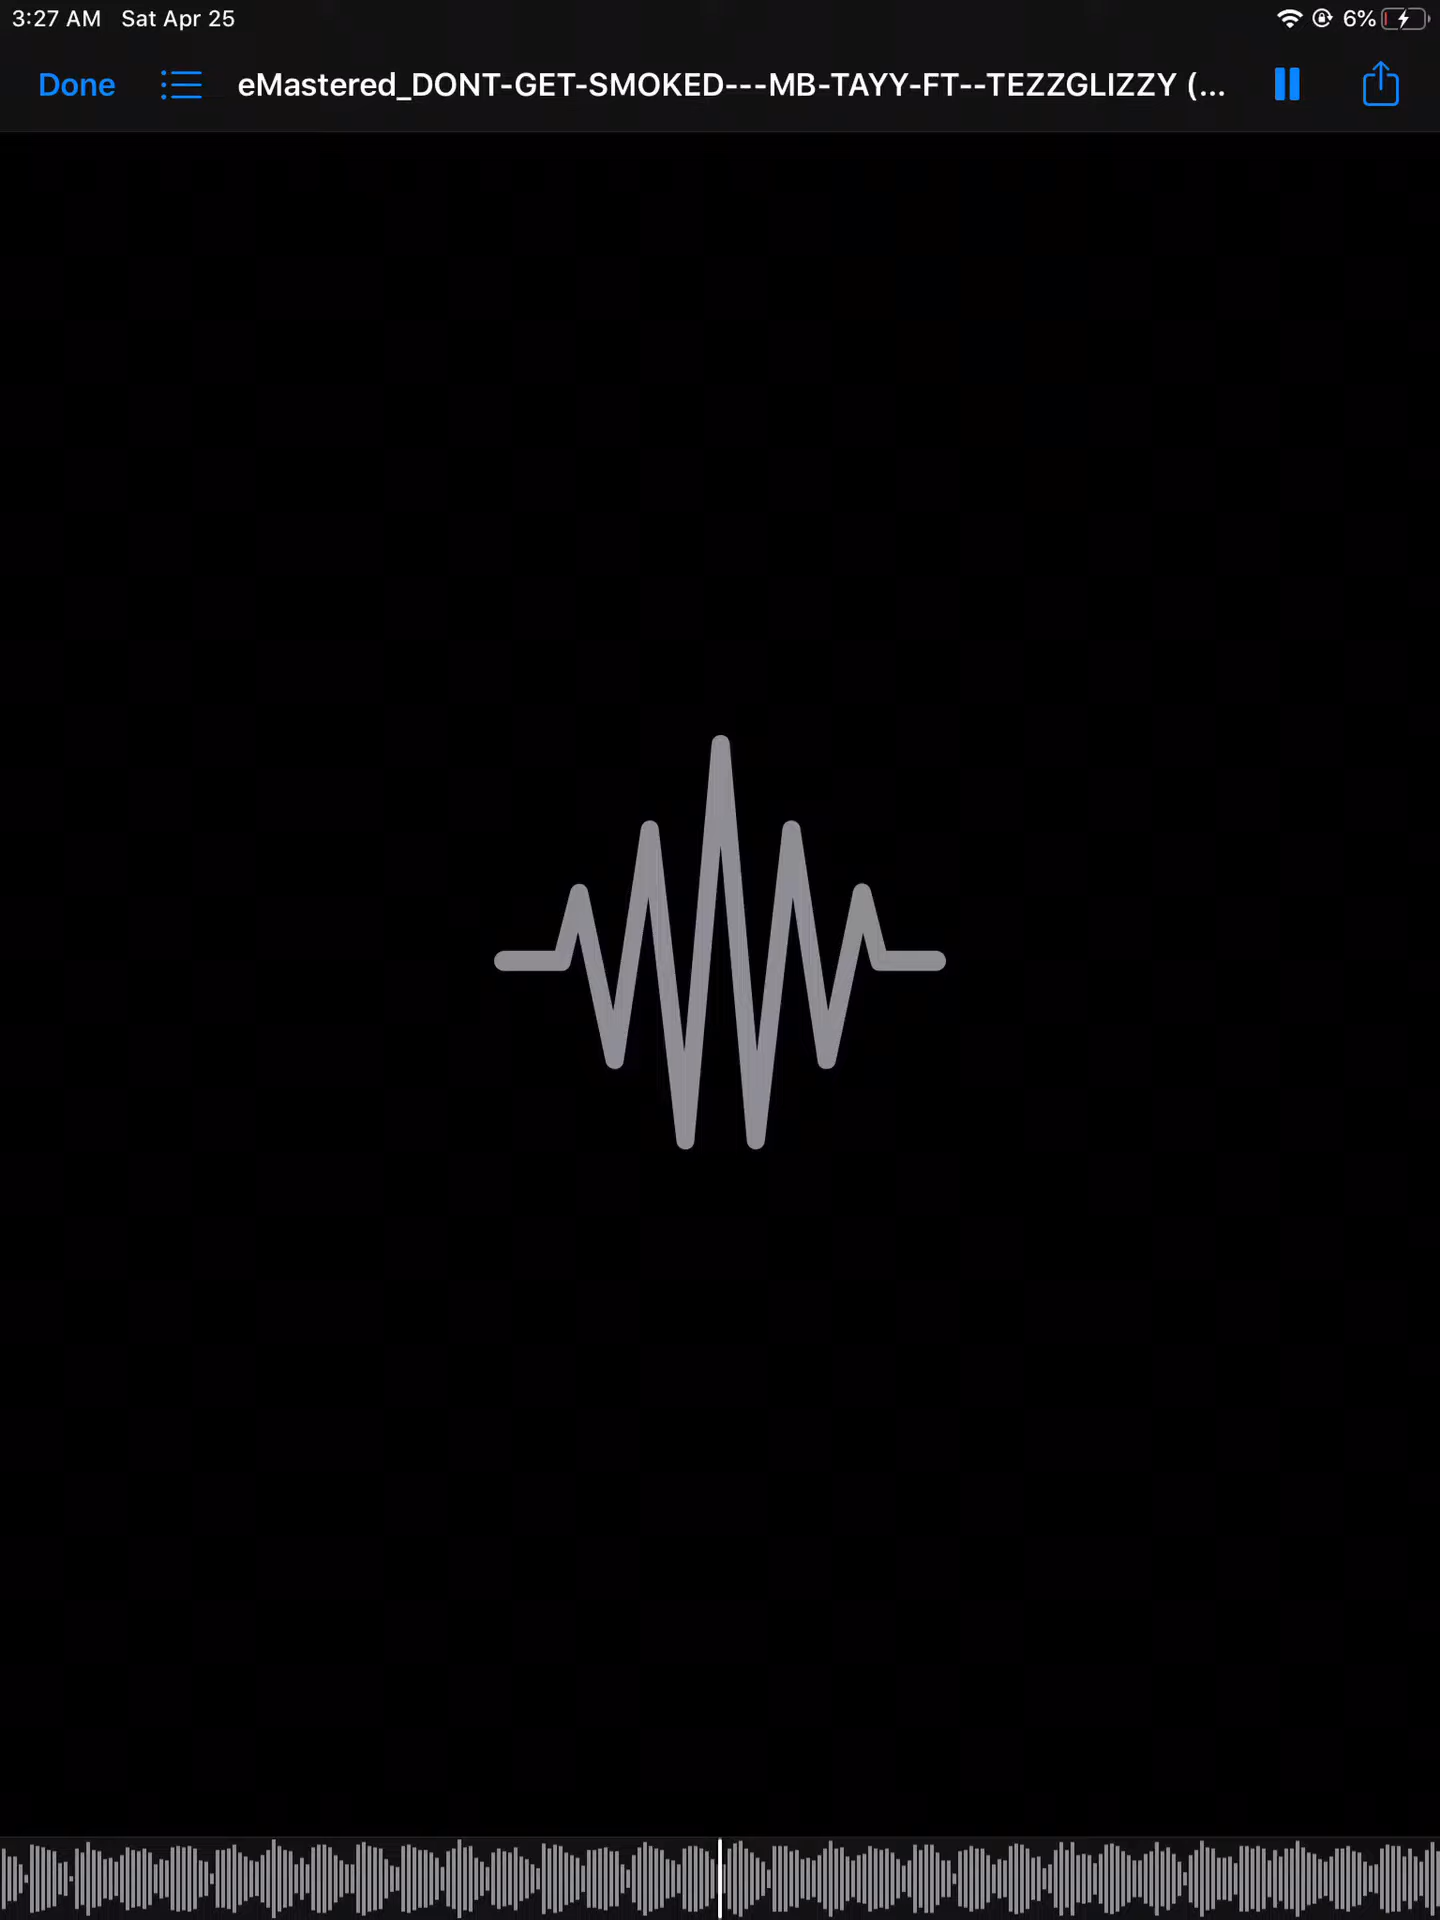 3:27 AM Sat Apr 25 6%
Done eMastered_DONT-GET-SMOKED---MB-TAYY-FT--TEZZGLIZZY (...